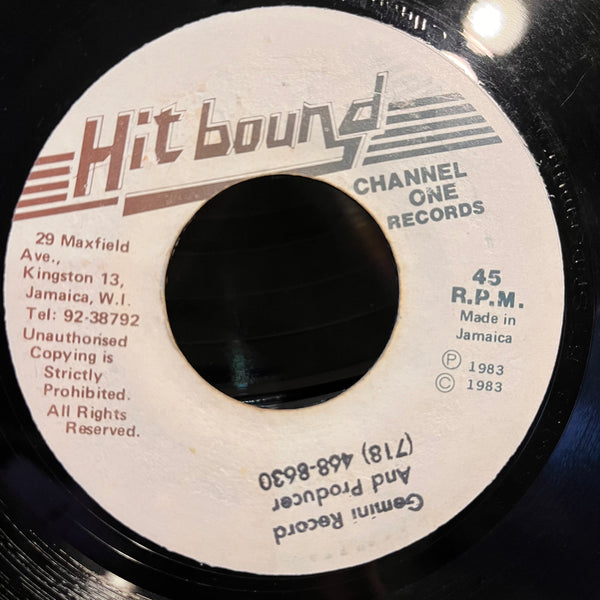 Hit bound
CHANNEL
ONE
RECORDS
29 Maxfield
Ave.,
Kingston 13,
Jamaica, W.I.
Tel: 92-38792
Unauthorised
Copying is
Strictly
Prohibited.
All Rights
Reserved.
45
R.P.M.
Made in
Jamaica
Ⓟ 1983
© 1983
Gemini Record
And Producer
(718) 468-8630